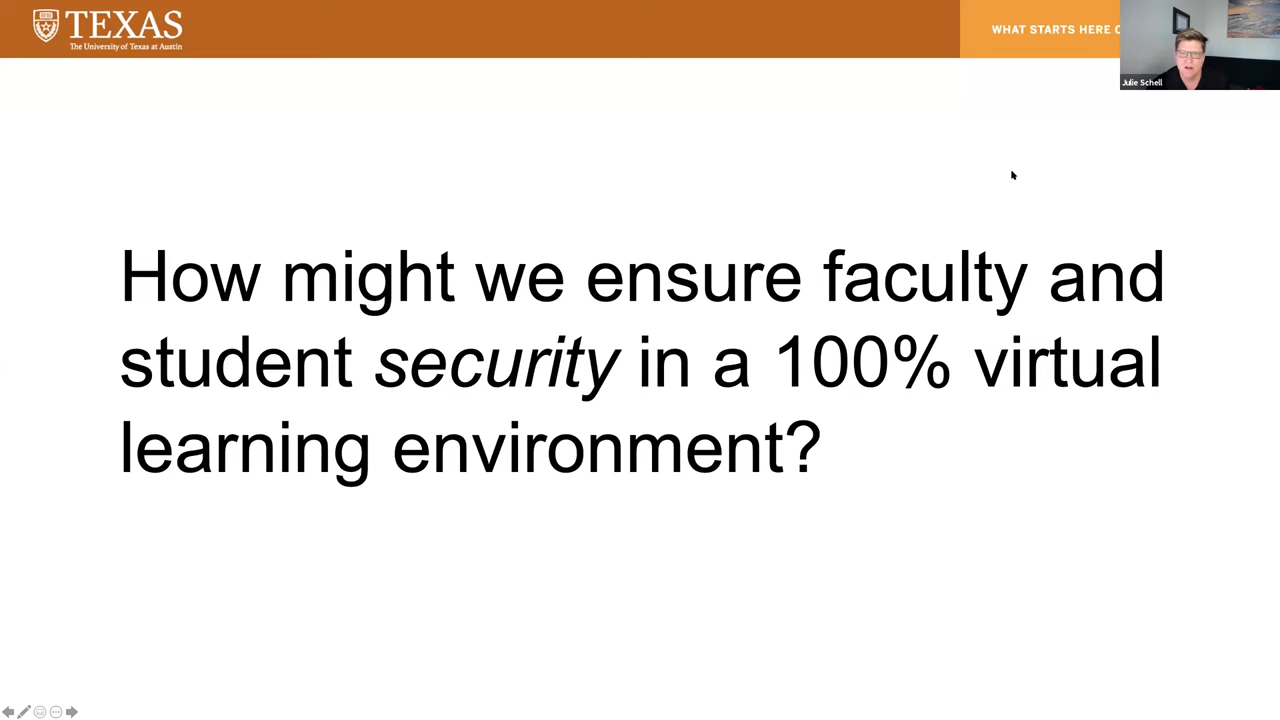 TEXAS
The University of Texas at Austin
WHAT STARTS HERE
Julie Schell
How might we ensure faculty and
student security in a 100% virtual
learning environment?